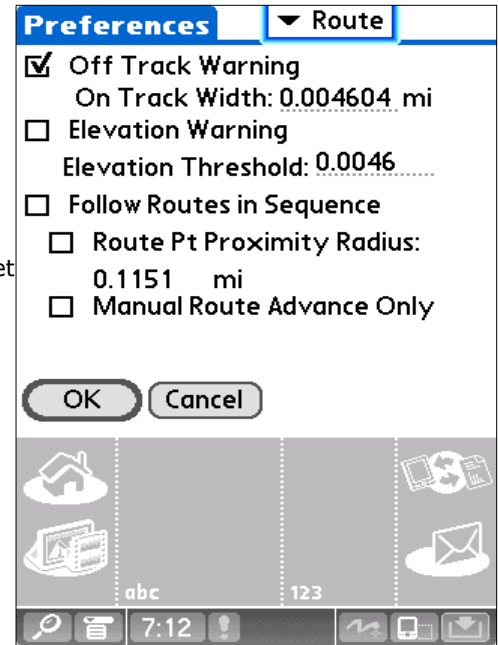 Preferences Route
Off Track Warning
On Track Width: 0.004604 mi
Elevation Warning
Elevation Threshold: 0.0046
Follow Routes in Sequence
Route Pt Proximity Radius:
et
0.1151 mi
Manual Route Advance Only
OK Cancel
abc 123
7:12